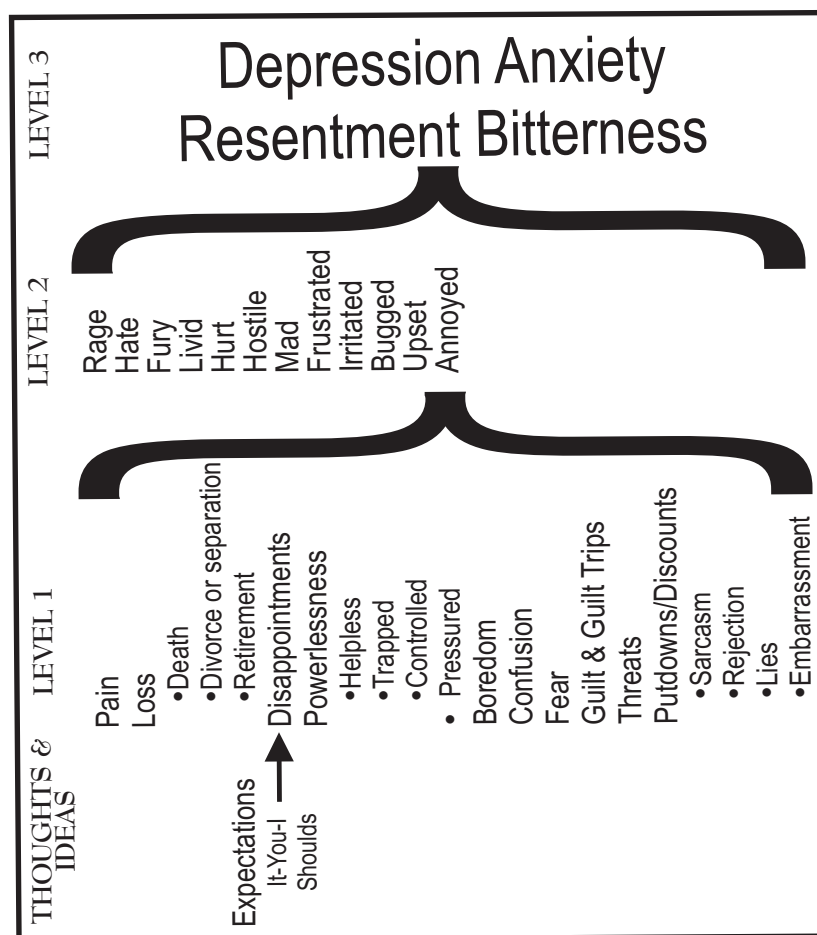 LEVEL 3
Depression Anxiety
Resentment Bitterness
LEVEL 2
Rage
Hate
Fury
Livid
Hurt
Hostile
Mad
Frustrated
Irritated
Bugged
Upset
Annoyed
LEVEL 1
Pain
Loss
•Death
•Divorce or separation
•Retirement
Disappointments
Powerlessness
•Helpless
•Trapped
•Controlled
• Pressured
Boredom
Confusion
Fear
Guilt & Guilt Trips
Threats
Putdowns/Discounts
•Sarcasm
•Rejection
•Lies
•Embarrassment
THOUGHTS &
IDEAS
Expectations
It-You-I
Shoulds